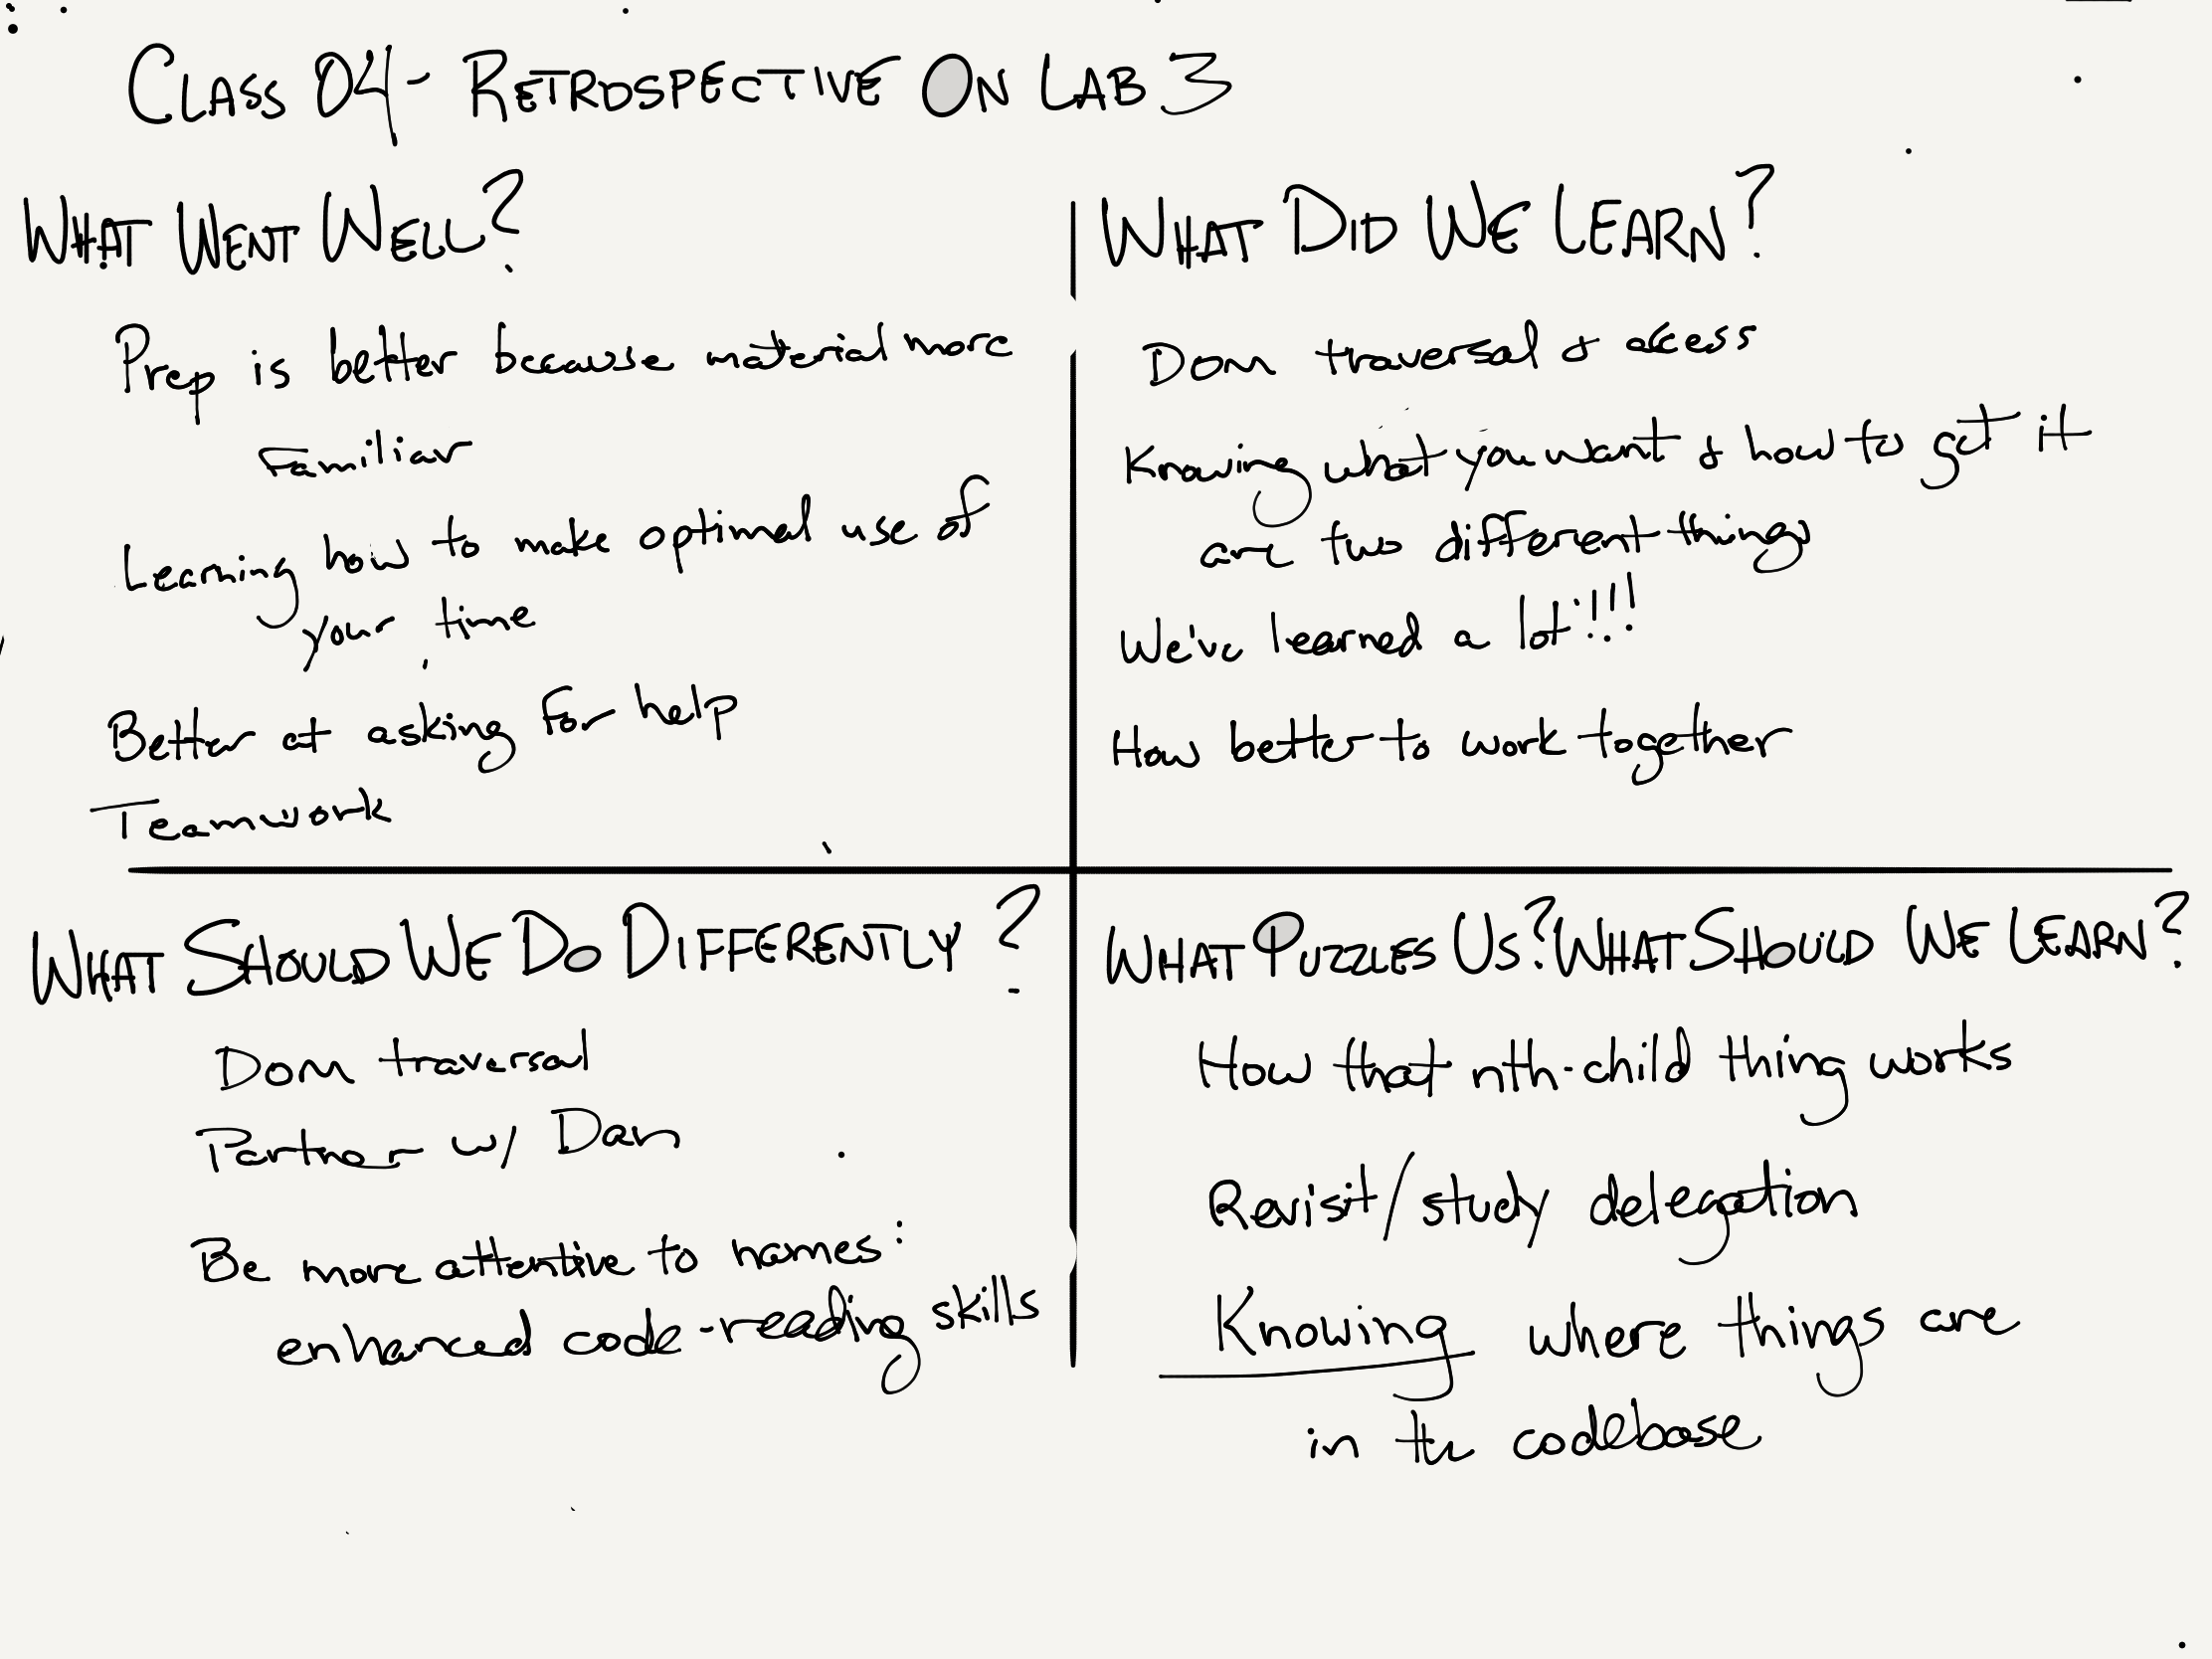 CLASS 04 - RETROSPECTIVE ON LAB 3
WHAT WENT WELL?
Prep is better because material more
Familiar
Learning how to make optimal use of
your time
Better at asking for help
Teamwork
WHAT DID WE LEARN?
DOM traversal & access
Knowing what you want & how to get it
are two different things
We've learned a lot!!!
How better to work together
WHAT SHOULD WE DO DIFFERENTLY?
DOM traversal
Partner w/ Dan
Be more attentive to names:
enhanced code-reading skills
WHAT PUZZLES US? WHAT SHOULD WE LEARN?
How that nth-child thing works
Revisit/study delegation
Knowing where things are
in the codebase